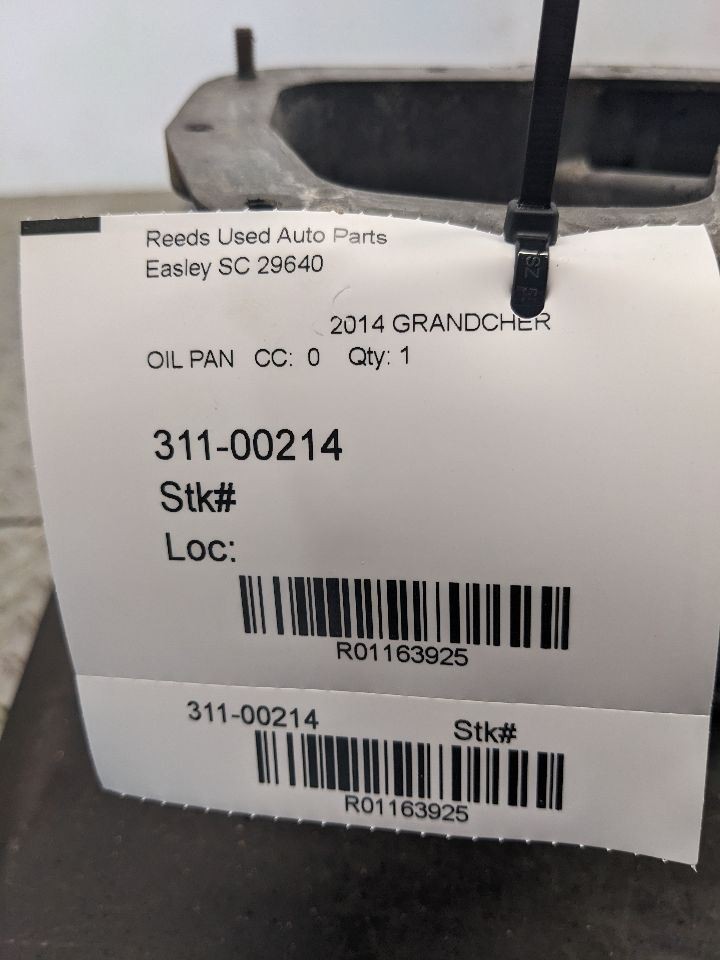 Reeds Used Auto Parts
Easley SC 29640
2014 GRANDCHER
OIL PAN CC: 0 Qty: 1
311-00214
Stk#
Loc:
R01163925
311-00214 Stk#
R01163925